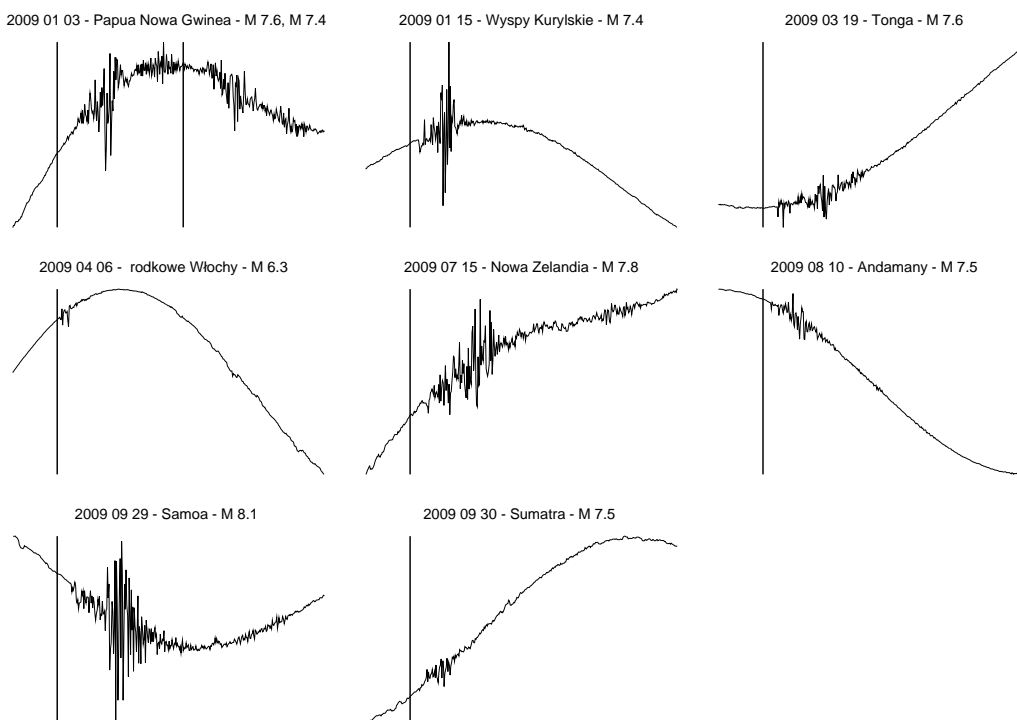 2009 01 03 - Papua Nowa Gwinea - M 7.6, M 7.4
2009 01 15 - Wyspy Kurylskie - M 7.4
2009 03 19 - Tonga - M 7.6
2009 04 06 - rodkowe Włochy - M 6.3
2009 07 15 - Nowa Zelandia - M 7.8
2009 08 10 - Andamany - M 7.5
2009 09 29 - Samoa - M 8.1
2009 09 30 - Sumatra - M 7.5